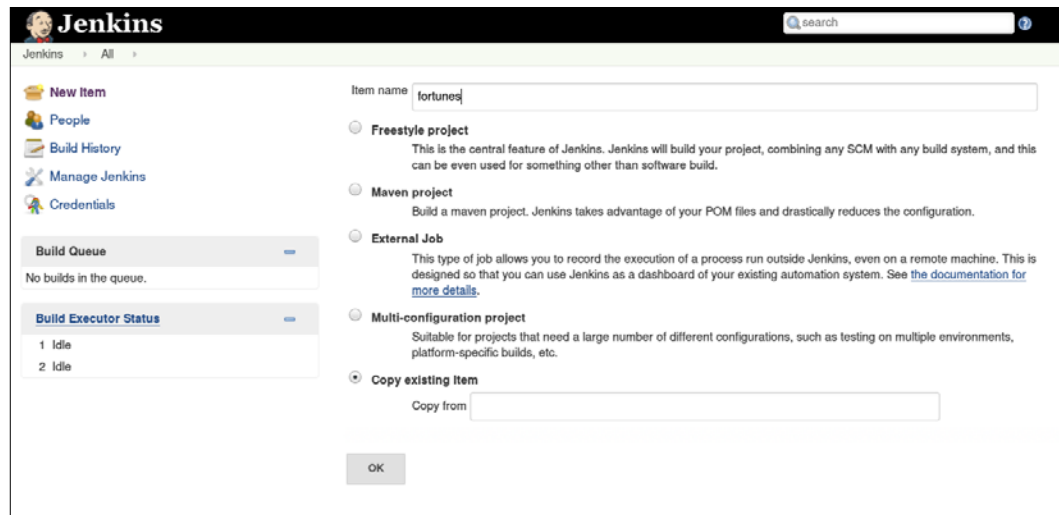 Jenkins
search
Jenkins All
New Item
People
Build History
Manage Jenkins
Credentials
Build Queue
No builds in the queue.
Build Executor Status
1 Idle
2 Idle
Item name fortunes
Freestyle project
This is the central feature of Jenkins. Jenkins will build your project, combining any SCM with any build system, and this
can be even used for something other than software build.
Maven project
Build a maven project. Jenkins takes advantage of your POM files and drastically reduces the configuration.
External Job
This type of job allows you to record the execution of a process run outside Jenkins, even on a remote machine. This is
designed so that you can use Jenkins as a dashboard of your existing automation system. See the documentation for
more details.
Multi-configuration project
Suitable for projects that need a large number of different configurations, such as testing on multiple environments,
platform-specific builds, etc.
Copy existing Item
Copy from
OK